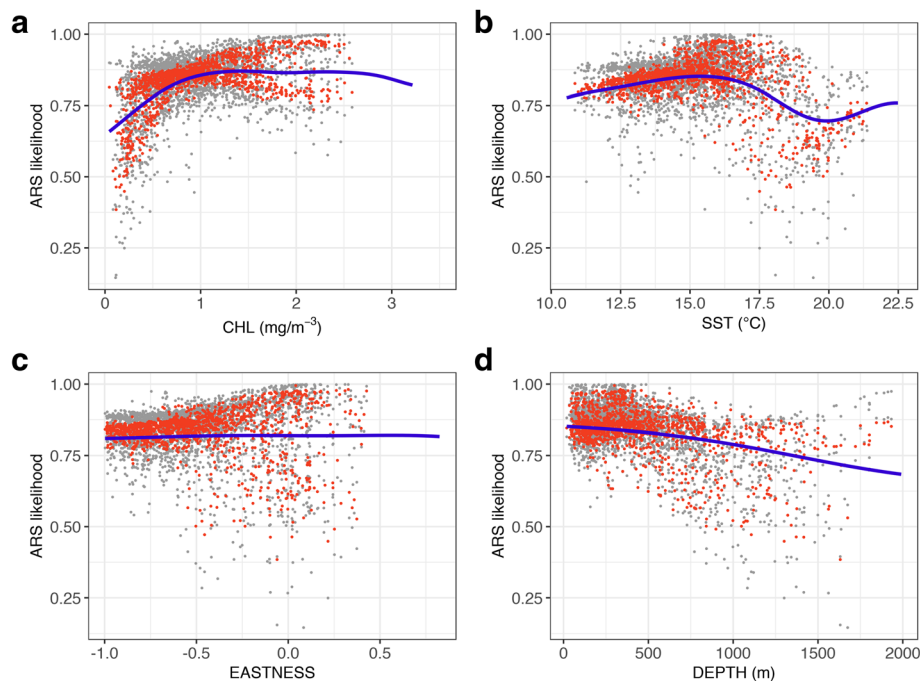 a
1.00
0.75
0.50
0.25
ARS likelihood
0 1 2 3
CHL (mg/m⁻³)
b
1.00
0.75
0.50
0.25
ARS likelihood
10.0 12.5 15.0 17.5 20.0 22.5
SST (°C)
c
1.00
0.75
0.50
0.25
ARS likelihood
-1.0 -0.5 0.0 0.5
EASTNESS
d
1.00
0.75
0.50
0.25
ARS likelihood
0 500 1000 1500 2000
DEPTH (m)